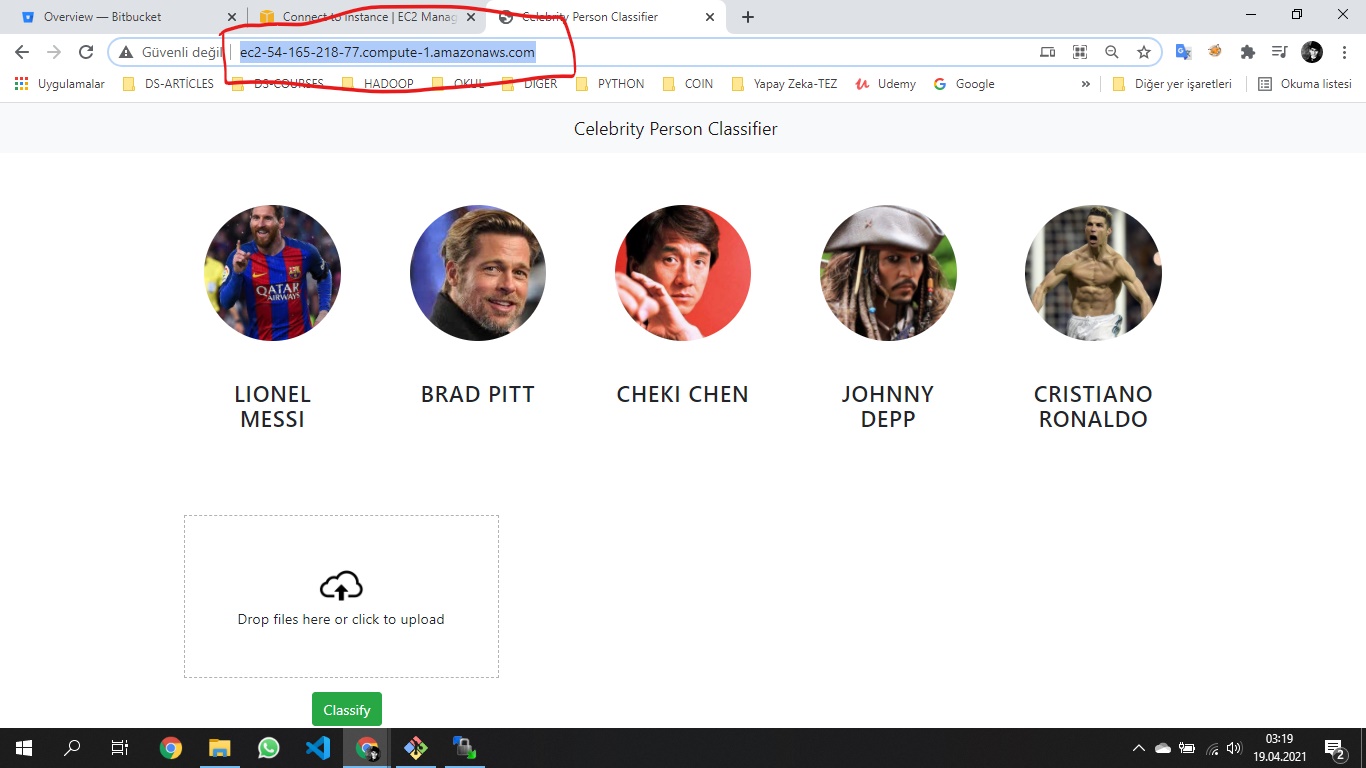 Overview — Bitbucket
Connect to instance | EC2 Manag
Celebrity Person Classifier
Güvenli değil
ec2-54-165-218-77.compute-1.amazonaws.com
Uygulamalar
DS-ARTİCLES
DS-COURSES
HADOOP
OKUL
DİĞER
PYTHON
COIN
Yapay Zeka-TEZ
Udemy
Google
»
Diğer yer işaretleri
Okuma listesi
Celebrity Person Classifier
QATAR
AIRWAYS
LIONEL
MESSI
BRAD PITT
CHEKI CHEN
JOHNNY
DEPP
CRISTIANO
RONALDO
Drop files here or click to upload
Classify
03:19
19.04.2021
2